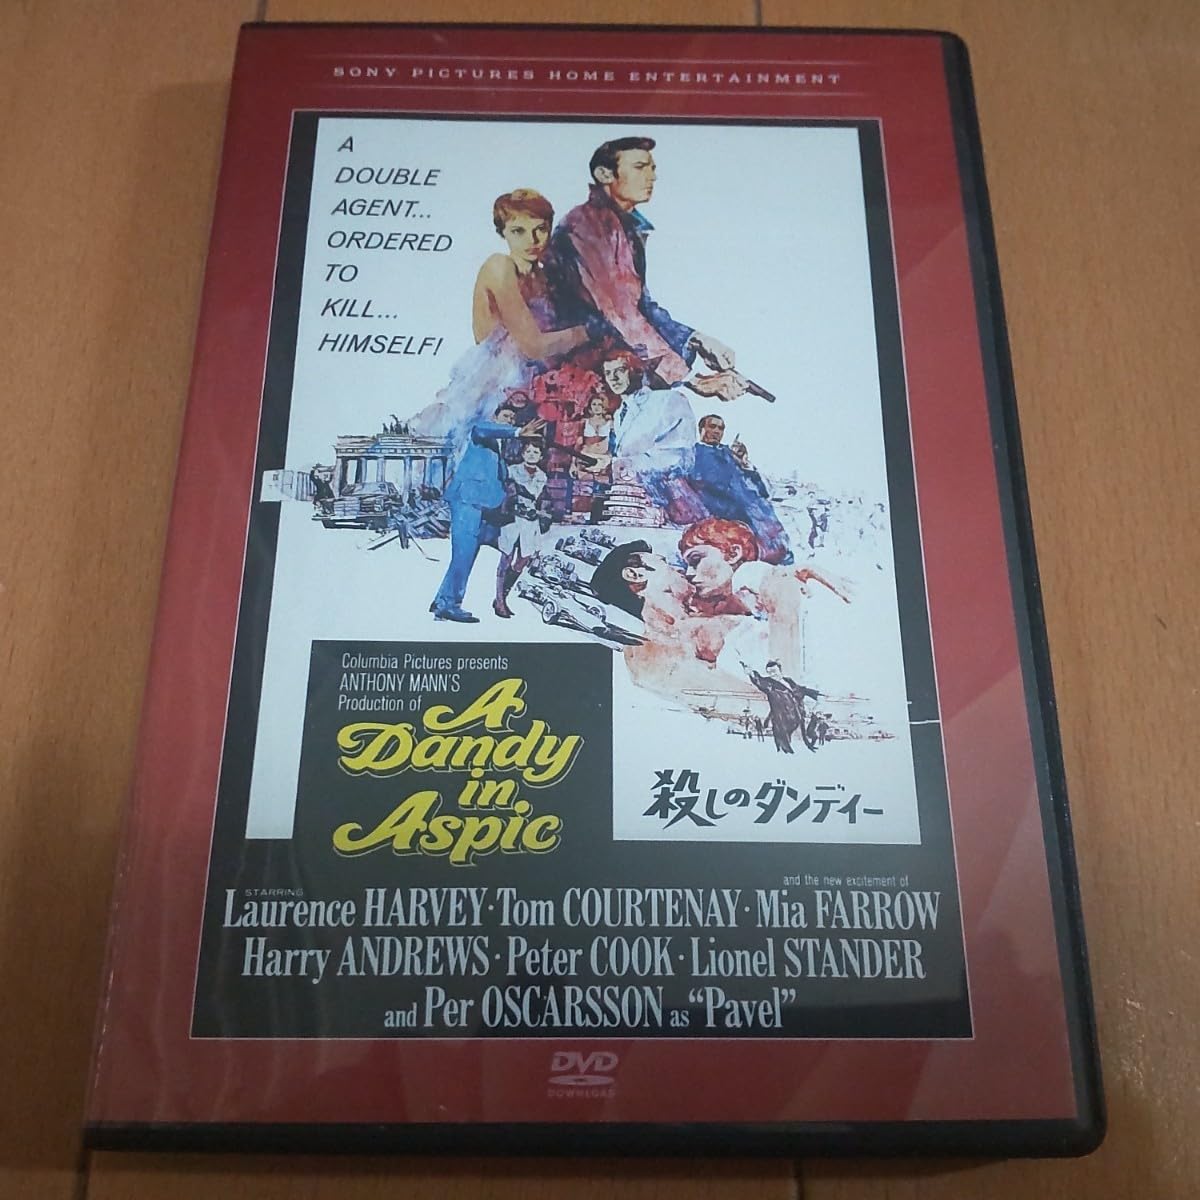 SONY PICTURES HOME ENTERTAINMENT
A
DOUBLE
AGENT...
ORDERED
TO
KILL...
HIMSELF!
Columbia Pictures presents
ANTHONY MANN'S
Production of
A
Dandy
in
Aspic
殺しのダンディー
STARRING
and the new excitement of
Laurence HARVEY · Tom COURTENAY · Mia FARROW
Harry ANDREWS · Peter COOK · Lionel STANDER
and Per OSCARSSON as "Pavel"
DVD
DOWNLOAD